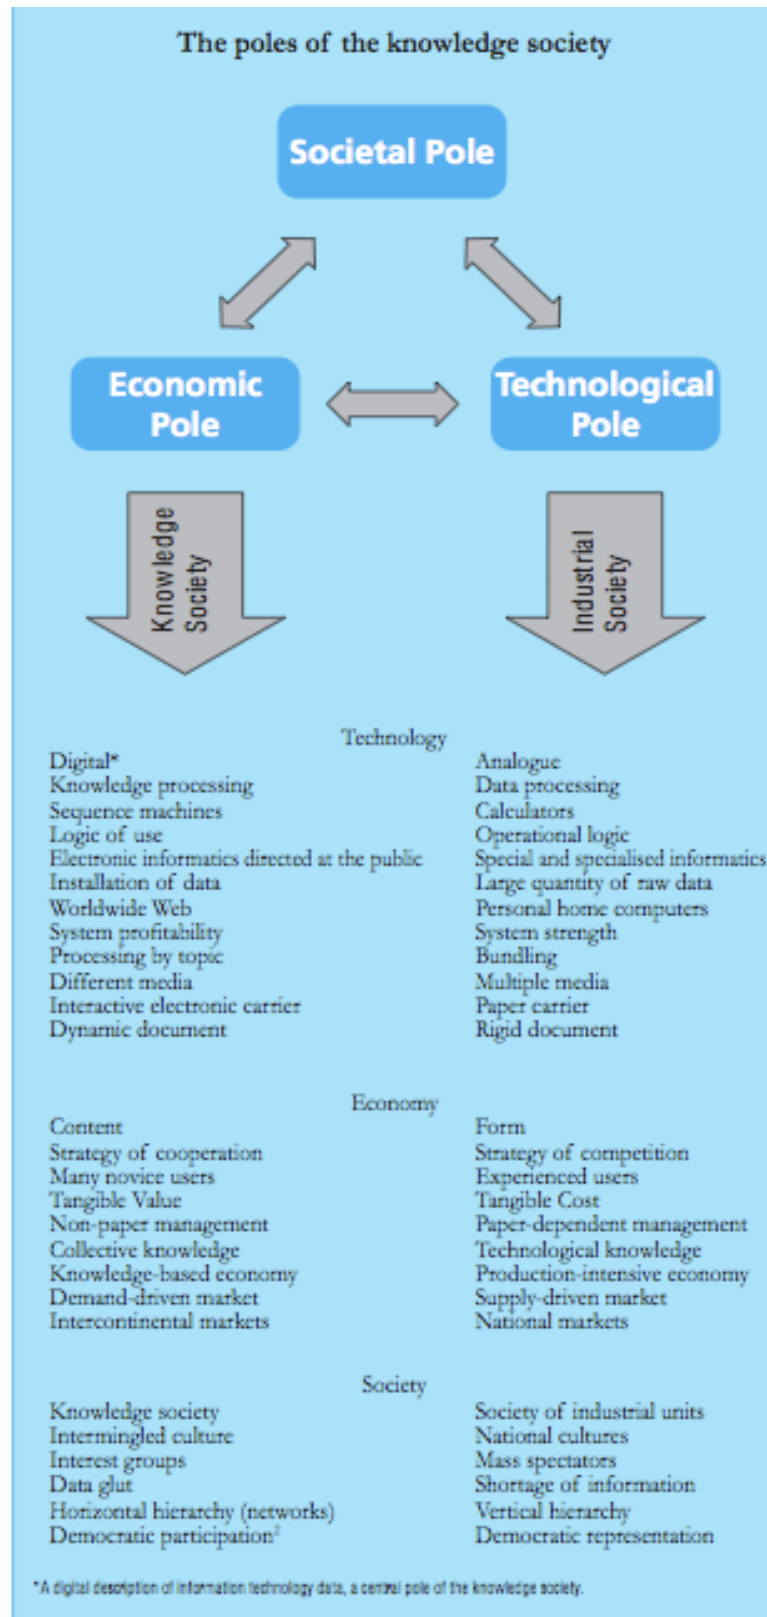 The poles of the knowledge society
Societal Pole
Economic
Pole
Technological
Pole
Knowledge
Society
Industrial
Society
Technology
Digital*
Analogue
Knowledge processing
Data processing
Sequence machines
Calculators
Logic of use
Operational logic
Electronic informatics directed at the public
Special and specialised informatics
Installation of data
Large quantity of raw data
Worldwide Web
Personal home computers
System profitability
System strength
Processing by topic
Bundling
Different media
Multiple media
Interactive electronic carrier
Paper carrier
Dynamic document
Rigid document
Economy
Content
Form
Strategy of cooperation
Strategy of competition
Many novice users
Experienced users
Tangible Value
Tangible Cost
Non-paper management
Paper-dependent management
Collective knowledge
Technological knowledge
Knowledge-based economy
Production-intensive economy
Demand-driven market
Supply-driven market
Intercontinental markets
National markets
Society
Knowledge society
Society of industrial units
Intermingled culture
National cultures
Interest groups
Mass spectators
Data glut
Shortage of information
Horizontal hierarchy (networks)
Vertical hierarchy
Democratic participation‡
Democratic representation
*A digital description of information technology data, a central pole of the knowledge society.